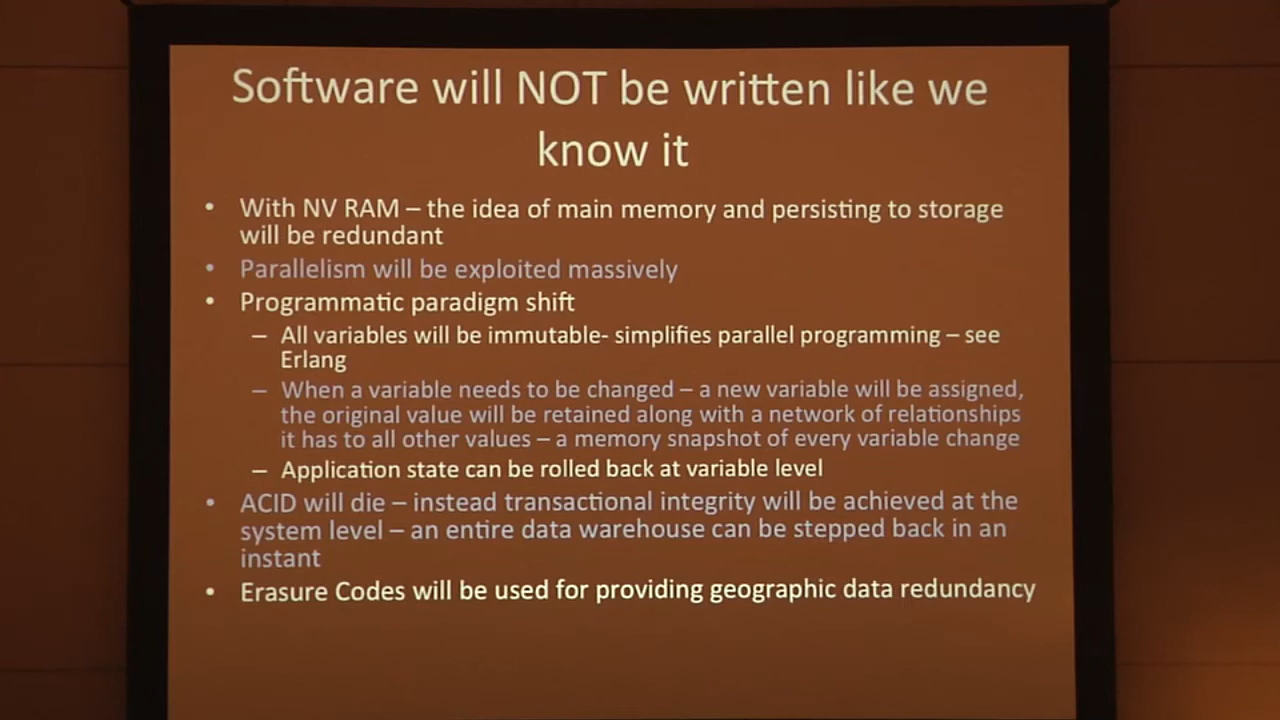 Software will NOT be written like we
know it
• With NV RAM – the idea of main memory and persisting to storage
will be redundant
• Parallelism will be exploited massively
• Programmatic paradigm shift
– All variables will be immutable- simplifies parallel programming – see
Erlang
– When a variable needs to be changed – a new variable will be assigned,
the original value will be retained along with a network of relationships
it has to all other values – a memory snapshot of every variable change
– Application state can be rolled back at variable level
• ACID will die – instead transactional integrity will be achieved at the
system level – an entire data warehouse can be stepped back in an
instant
• Erasure Codes will be used for providing geographic data redundancy